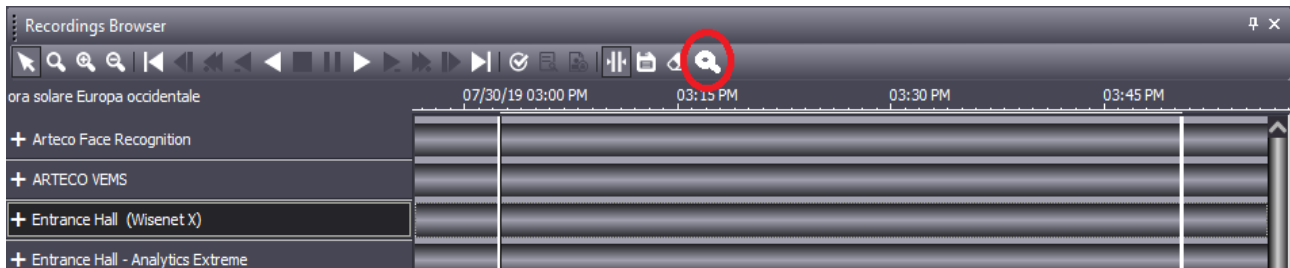 Recordings Browser
ora solare Europa occidentale
07/30/19 03:00 PM 03:15 PM 03:30 PM 03:45 PM
+ Arteco Face Recognition
+ ARTECO VEMS
+ Entrance Hall (Wisenet X)
+ Entrance Hall - Analytics Extreme